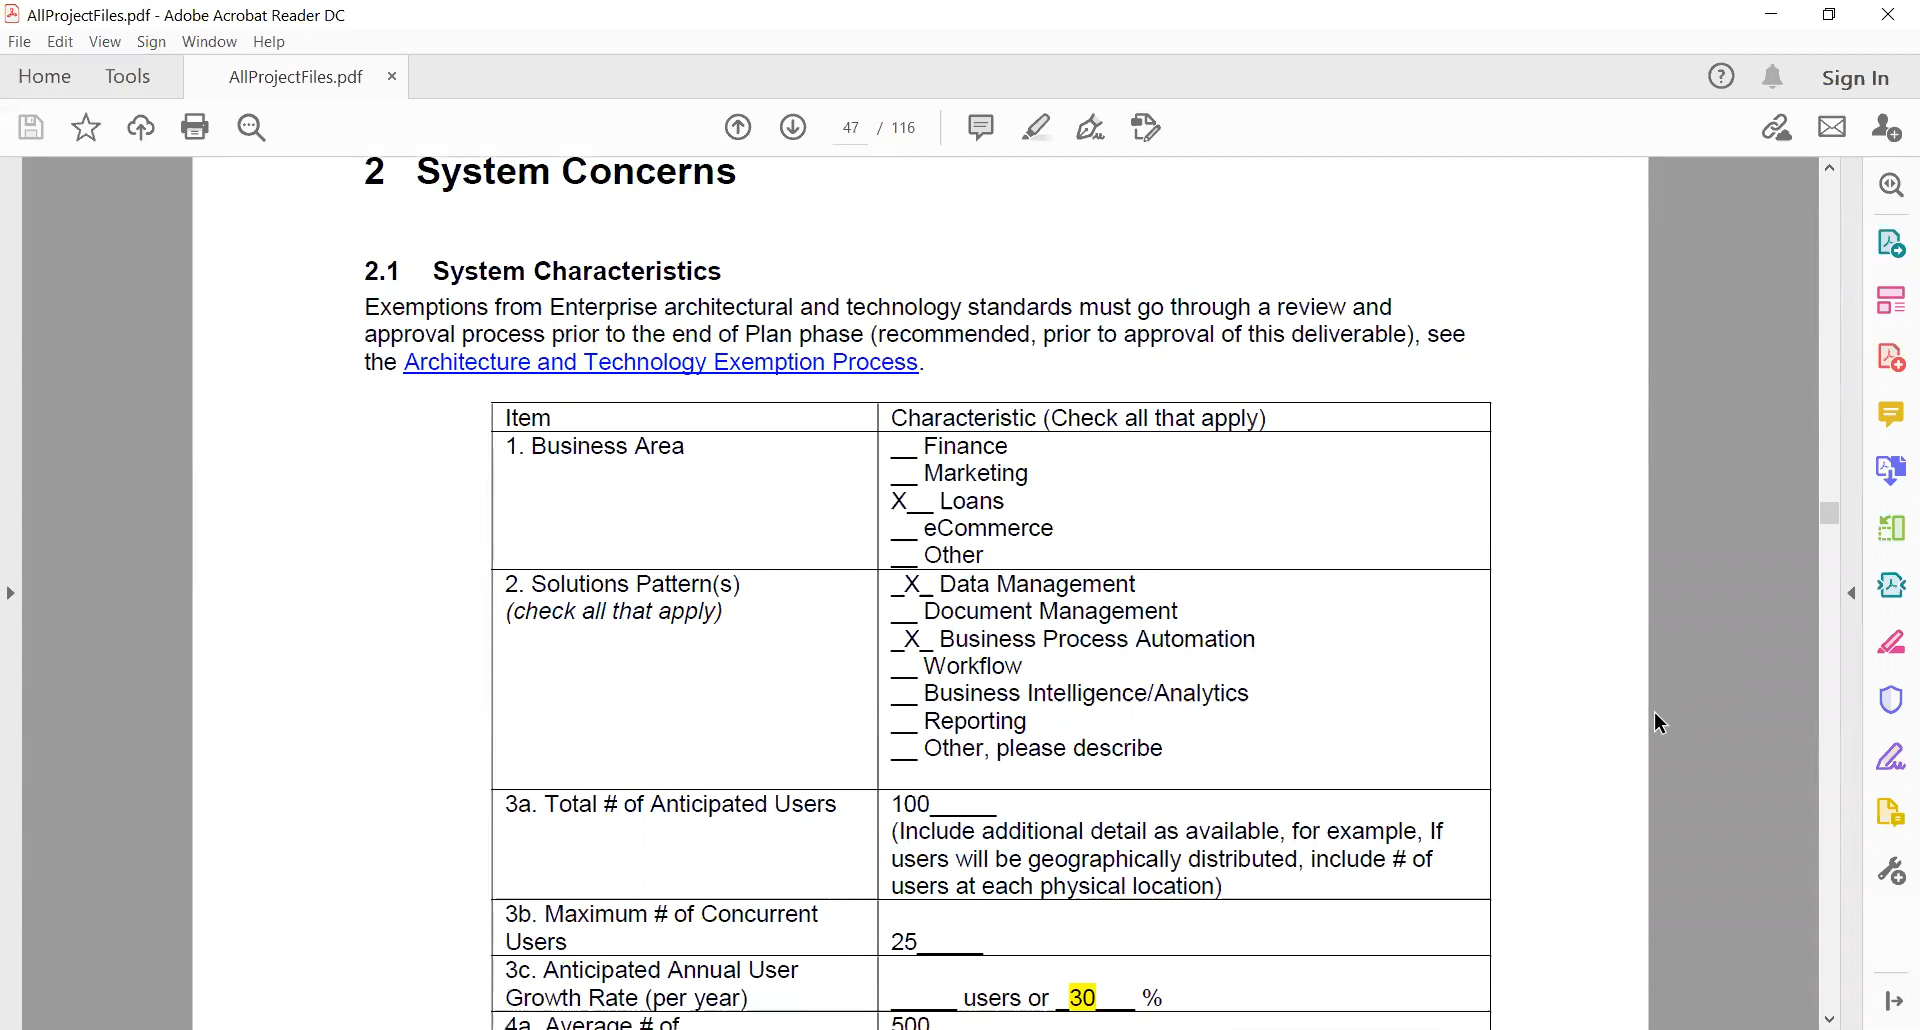 AllProjectFiles.pdf - Adobe Acrobat Reader DC
File Edit View Sign Window Help
Home Tools AllProjectFiles.pdf × Sign In
47 / 116
2 System Concerns
2.1 System Characteristics
Exemptions from Enterprise architectural and technology standards must go through a review and
approval process prior to the end of Plan phase (recommended, prior to approval of this deliverable), see
the Architecture and Technology Exemption Process.
Item Characteristic (Check all that apply)
1. Business Area __ Finance
__ Marketing
X__ Loans
__ eCommerce
__ Other
2. Solutions Pattern(s) _X_ Data Management
(check all that apply) __ Document Management
_X_ Business Process Automation
__ Workflow
__ Business Intelligence/Analytics
__ Reporting
__ Other, please describe
3a. Total # of Anticipated Users 100_____
(Include additional detail as available, for example, If
users will be geographically distributed, include # of
users at each physical location)
3b. Maximum # of Concurrent
Users 25_____
3c. Anticipated Annual User
Growth Rate (per year) _____ users or _30___ %
4a. Average # of 500